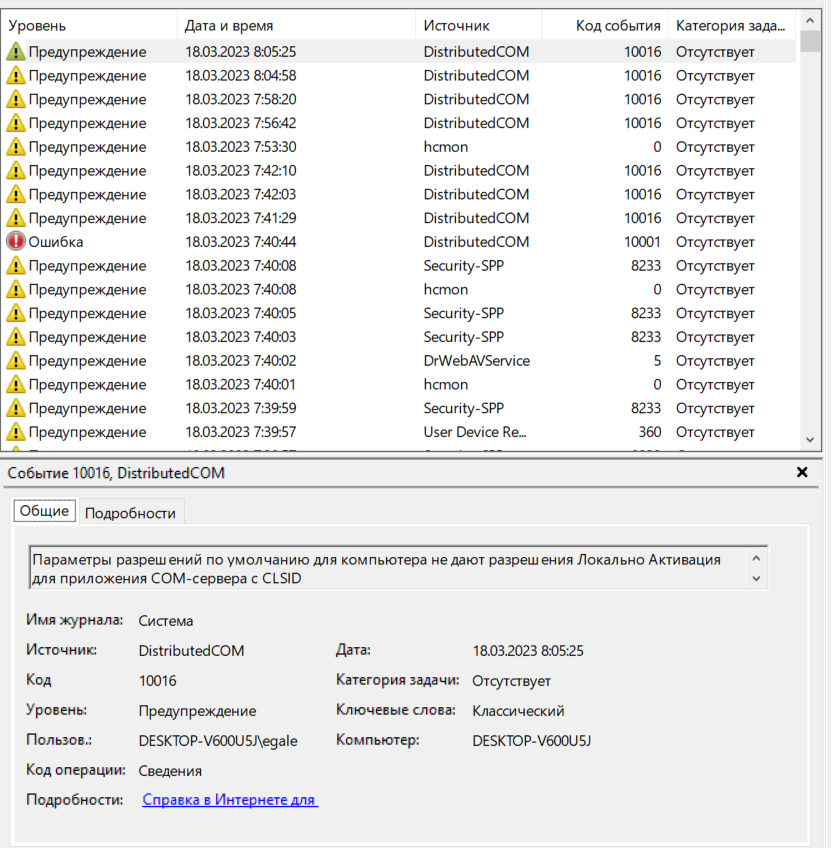 Уровень Дата и время Источник Код события Категория зада...
Предупреждение 18.03.2023 8:05:25 DistributedCOM 10016 Отсутствует
Предупреждение 18.03.2023 8:04:58 DistributedCOM 10016 Отсутствует
Предупреждение 18.03.2023 7:58:20 DistributedCOM 10016 Отсутствует
Предупреждение 18.03.2023 7:56:42 DistributedCOM 10016 Отсутствует
Предупреждение 18.03.2023 7:53:30 hcmon 0 Отсутствует
Предупреждение 18.03.2023 7:42:10 DistributedCOM 10016 Отсутствует
Предупреждение 18.03.2023 7:42:03 DistributedCOM 10016 Отсутствует
Предупреждение 18.03.2023 7:41:29 DistributedCOM 10016 Отсутствует
Ошибка 18.03.2023 7:40:44 DistributedCOM 10001 Отсутствует
Предупреждение 18.03.2023 7:40:08 Security-SPP 8233 Отсутствует
Предупреждение 18.03.2023 7:40:08 hcmon 0 Отсутствует
Предупреждение 18.03.2023 7:40:05 Security-SPP 8233 Отсутствует
Предупреждение 18.03.2023 7:40:03 Security-SPP 8233 Отсутствует
Предупреждение 18.03.2023 7:40:02 DrWebAVService 5 Отсутствует
Предупреждение 18.03.2023 7:40:01 hcmon 0 Отсутствует
Предупреждение 18.03.2023 7:39:59 Security-SPP 8233 Отсутствует
Предупреждение 18.03.2023 7:39:57 User Device Re... 360 Отсутствует
Событие 10016, DistributedCOM
Общие Подробности
Параметры разрешений по умолчанию для компьютера не дают разрешения Локально Активация
для приложения COM-сервера с CLSID
Имя журнала: Система
Источник: DistributedCOM Дата: 18.03.2023 8:05:25
Код 10016 Категория задачи: Отсутствует
Уровень: Предупреждение Ключевые слова: Классический
Пользов.: DESKTOP-V600U5J\egale Компьютер: DESKTOP-V600U5J
Код операции: Сведения
Подробности: Справка в Интернете для